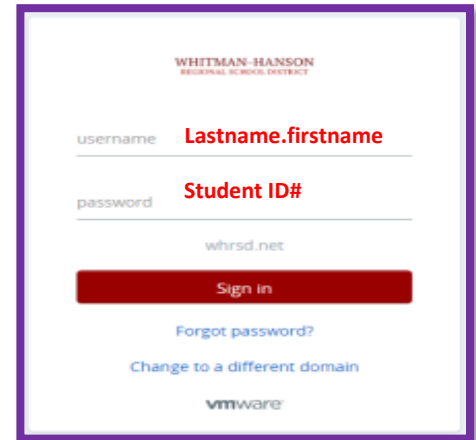 WHITMAN-HANSON
REGIONAL SCHOOL DISTRICT
username Lastname.firstname
password Student ID#
whrsd.net
Sign in
Forgot password?
Change to a different domain
vmware